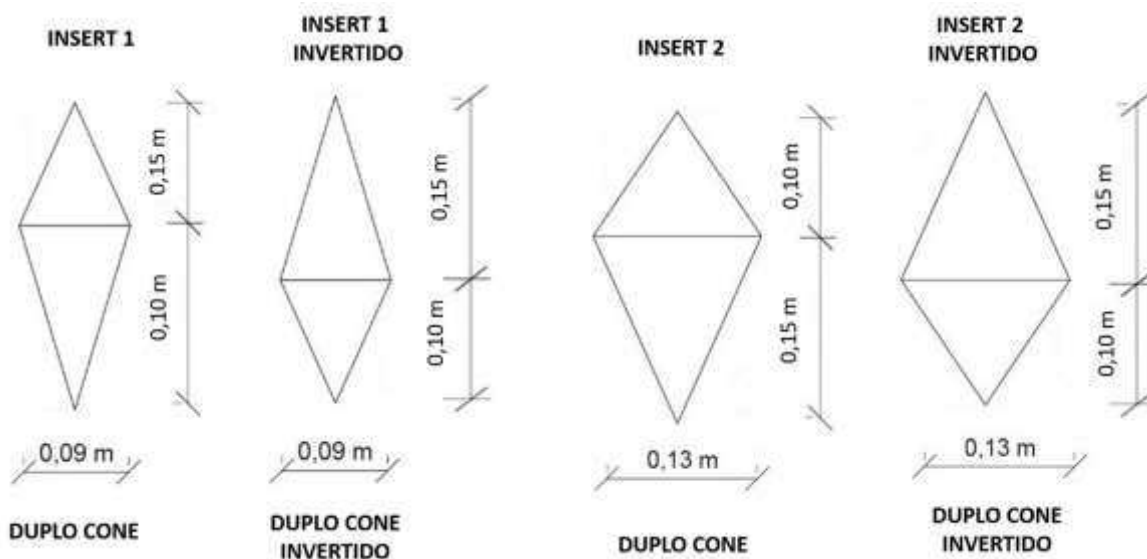 INSERT 1
0,15 m
0,10 m
0,09 m
DUPLO CONE
INSERT 1
INVERTIDO
0,15 m
0,10 m
0,09 m
DUPLO CONE
INVERTIDO
INSERT 2
0,10 m
0,15 m
0,13 m
DUPLO CONE
INSERT 2
INVERTIDO
0,15 m
0,10 m
0,13 m
DUPLO CONE
INVERTIDO